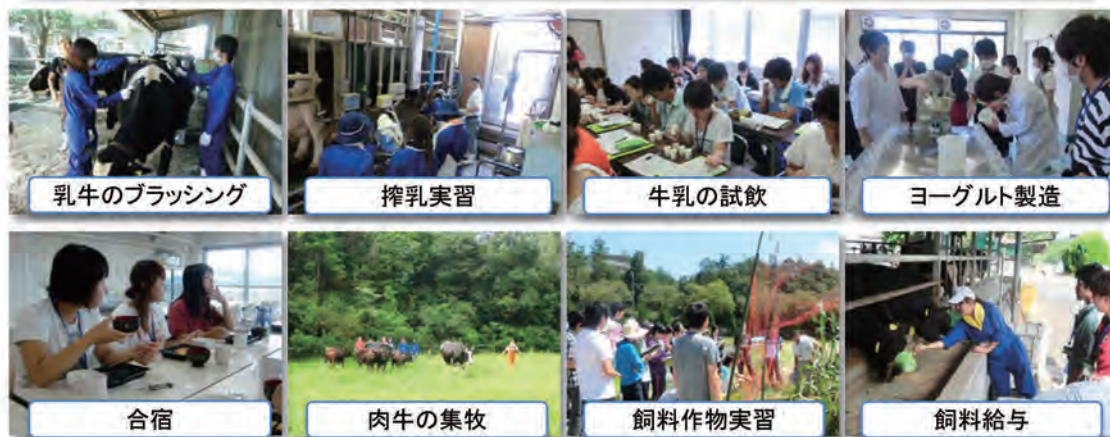 乳牛のブラッシング
搾乳実習
牛乳の試飲
ヨーグルト製造
合宿
肉牛の集牧
飼料作物実習
飼料給与